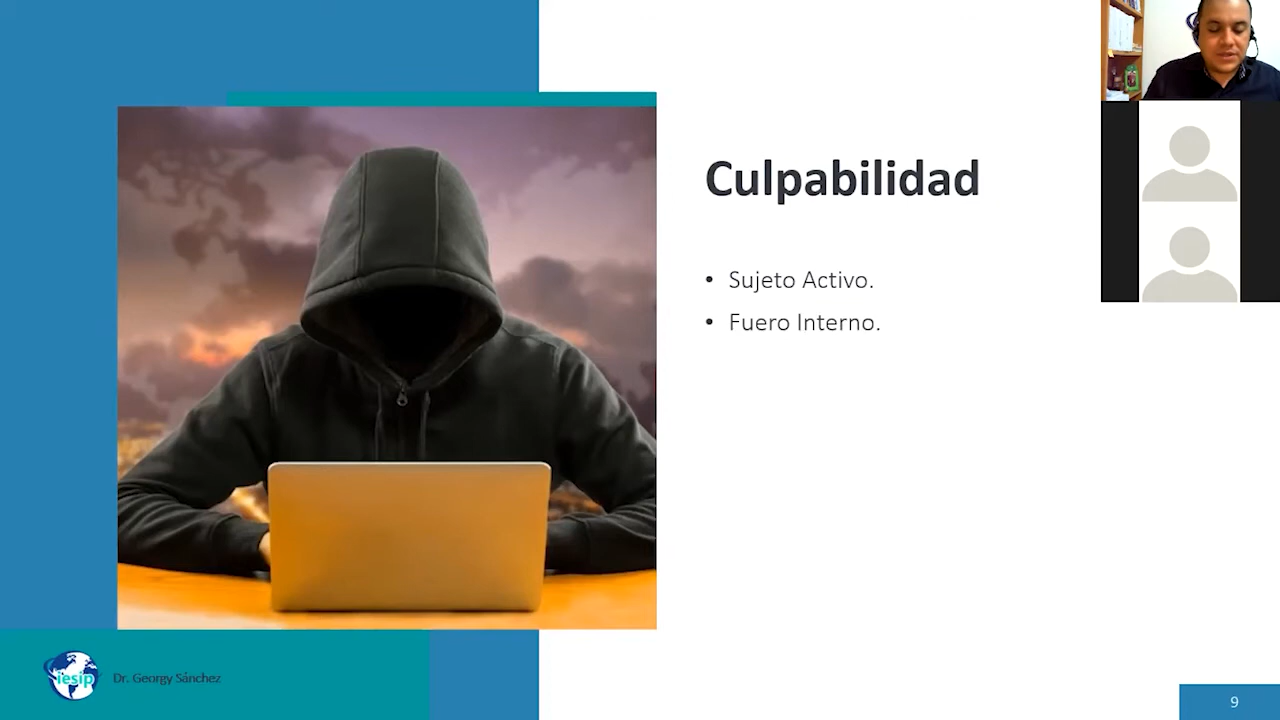 Culpabilidad
• Sujeto Activo.
• Fuero Interno.
iesip
Dr. Georgy Sánchez
9